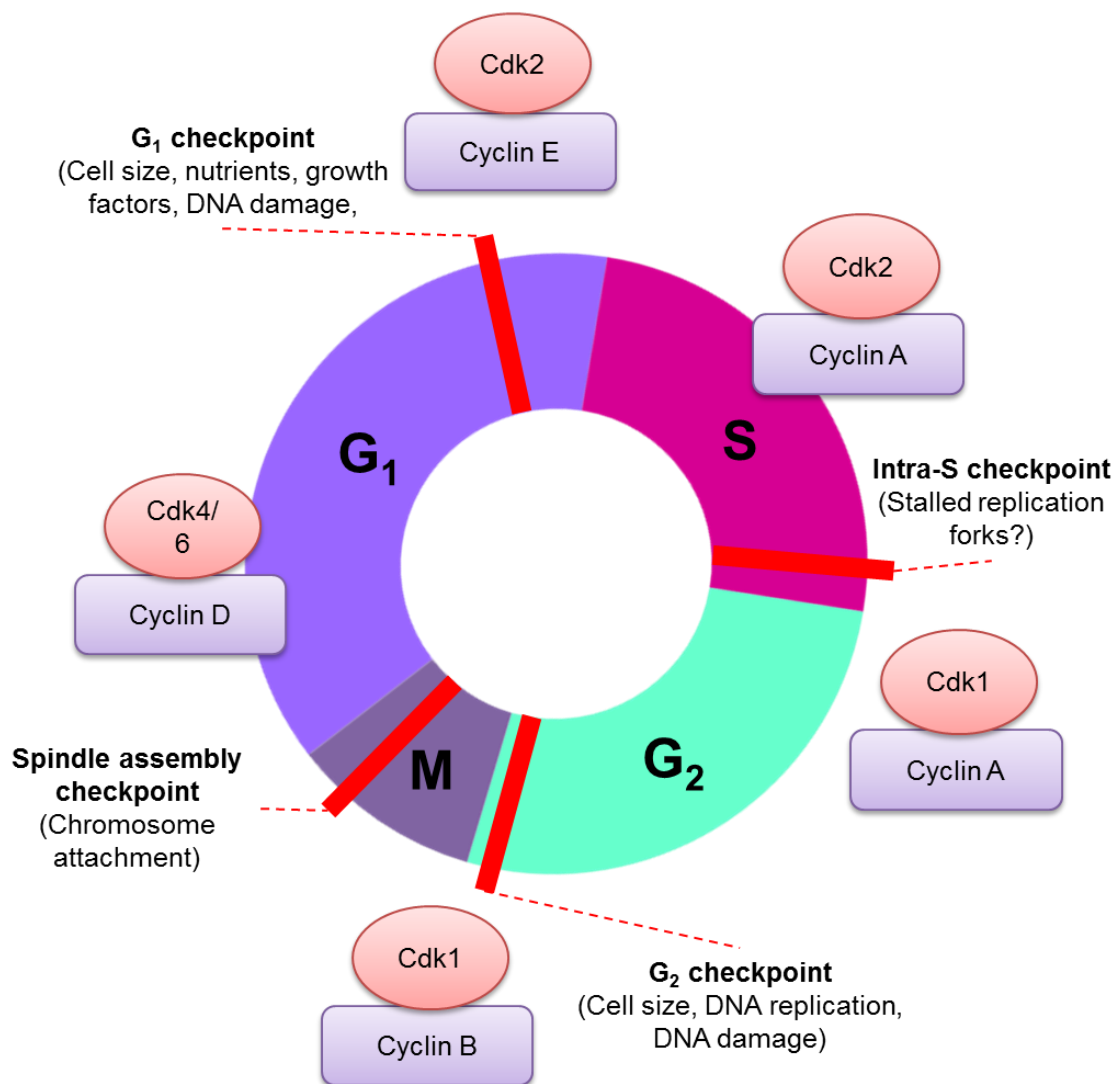 Cdk2
Cyclin E
G₁ checkpoint
(Cell size, nutrients, growth
factors, DNA damage,
Cdk2
Cyclin A
G₁
S
Intra-S checkpoint
(Stalled replication
forks?)
Cdk4/
6
Cyclin D
Cdk1
Cyclin A
Spindle assembly
checkpoint
(Chromosome
attachment)
M
G₂
Cdk1
Cyclin B
G₂ checkpoint
(Cell size, DNA replication,
DNA damage)